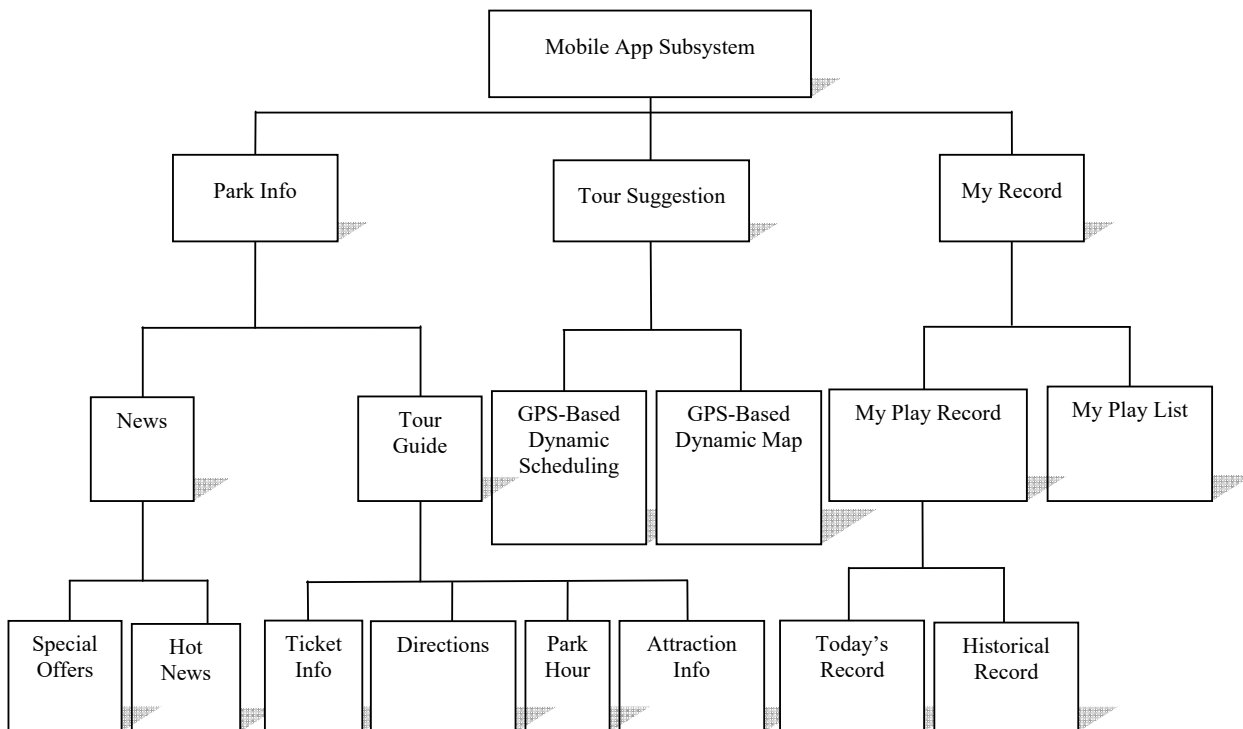 Mobile App Subsystem
Park Info
Tour Suggestion
My Record
News
Tour
Guide
GPS-Based
Dynamic
Scheduling
GPS-Based
Dynamic Map
My Play Record
My Play List
Special
Offers
Hot
News
Ticket
Info
Directions
Park
Hour
Attraction
Info
Today’s
Record
Historical
Record